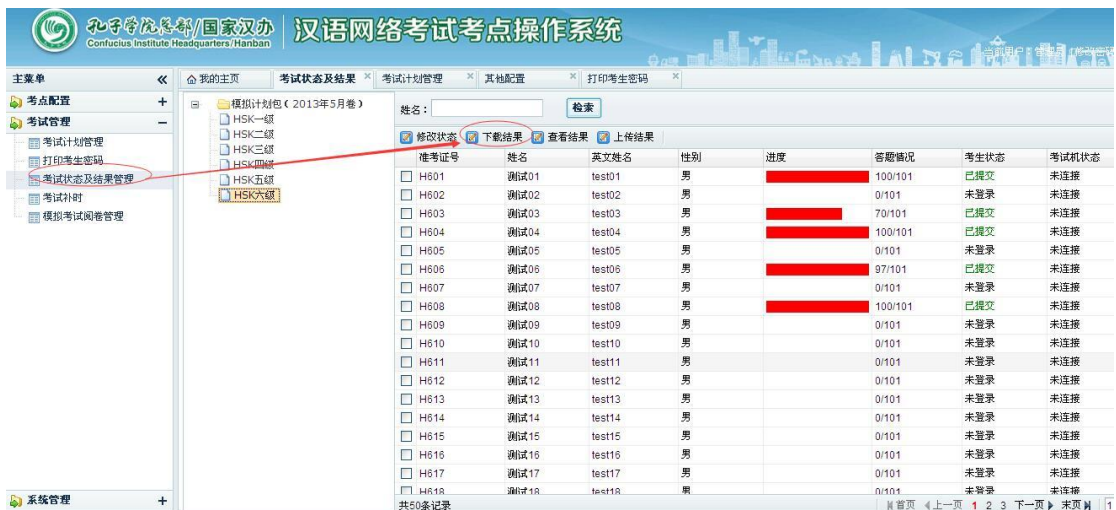 孔子学院总部/国家汉办
Confucius Institute Headquarters/Hanban
汉语网络考试考点操作系统
当前用户：管理员
主菜单
考点配置
考试管理
考试计划管理
打印考生密码
考试状态及结果管理
考试补时
模拟考试阅卷管理
系统管理
我的主页 考试状态及结果 考试计划管理 其他配置 打印考生密码
模拟计划包(2013年5月卷)
HSK一级
HSK二级
HSK三级
HSK四级
HSK五级
HSK六级
姓名： 检索
修改状态 下载结果 查看结果 上传结果
准考证号 姓名 英文姓名 性别 进度 答题情况 考生状态 考试机状态
H601 测试01 test01 男 100/101 已提交 未连接
H602 测试02 test02 男 0/101 未登录 未连接
H603 测试03 test03 男 70/101 已提交 未连接
H604 测试04 test04 男 100/101 已提交 未连接
H605 测试05 test05 男 0/101 未登录 未连接
H606 测试06 test06 男 97/101 已提交 未连接
H607 测试07 test07 男 0/101 未登录 未连接
H608 测试08 test08 男 100/101 已提交 未连接
H609 测试09 test09 男 0/101 未登录 未连接
H610 测试10 test10 男 0/101 未登录 未连接
H611 测试11 test11 男 0/101 未登录 未连接
H612 测试12 test12 男 0/101 未登录 未连接
H613 测试13 test13 男 0/101 未登录 未连接
H614 测试14 test14 男 0/101 未登录 未连接
H615 测试15 test15 男 0/101 未登录 未连接
H616 测试16 test16 男 0/101 未登录 未连接
H617 测试17 test17 男 0/101 未登录 未连接
H618 测试18 test18 男 0/101 未登录 未连接
共50条记录 首页 上一页 1 2 3 下一页 末页 1